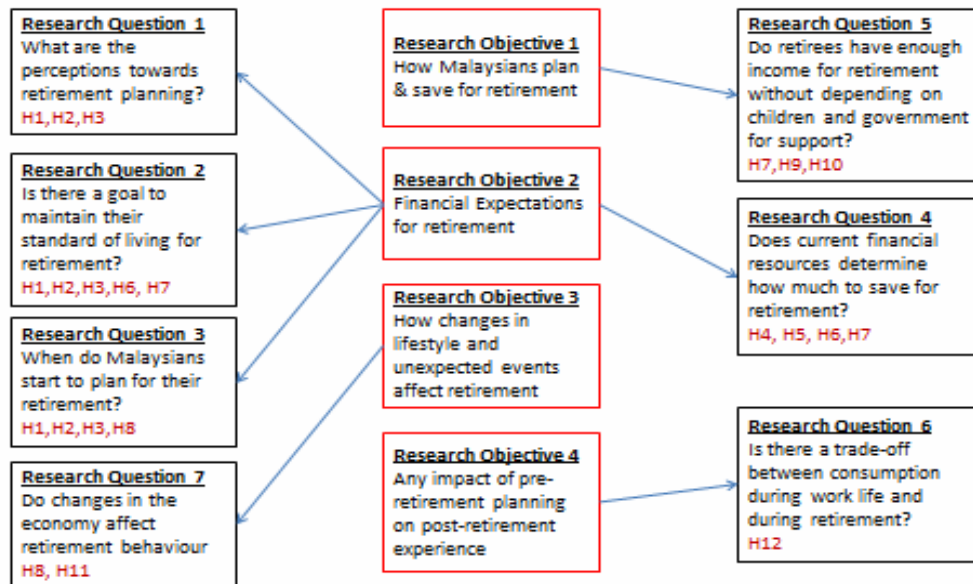 Research Question 1
What are the
perceptions towards
retirement planning?
H1,H2,H3
Research Question 2
Is there a goal to
maintain their
standard of living for
retirement?
H1,H2,H3,H6, H7
Research Question 3
When do Malaysians
start to plan for their
retirement?
H1,H2,H3,H8
Research Question 7
Do changes in the
economy affect
retirement behaviour
H8, H11
Research Objective 1
How Malaysians plan
& save for retirement
Research Objective 2
Financial Expectations
for retirement
Research Objective 3
How changes in
lifestyle and
unexpected events
affect retirement
Research Objective 4
Any impact of pre-
retirement planning
on post-retirement
experience
Research Question 5
Do retirees have enough
income for retirement
without depending on
children and government
for support?
H7,H9,H10
Research Question 4
Does current financial
resources determine
how much to save for
retirement?
H4, H5, H6,H7
Research Question 6
Is there a trade-off
between consumption
during work life and
during retirement?
H12